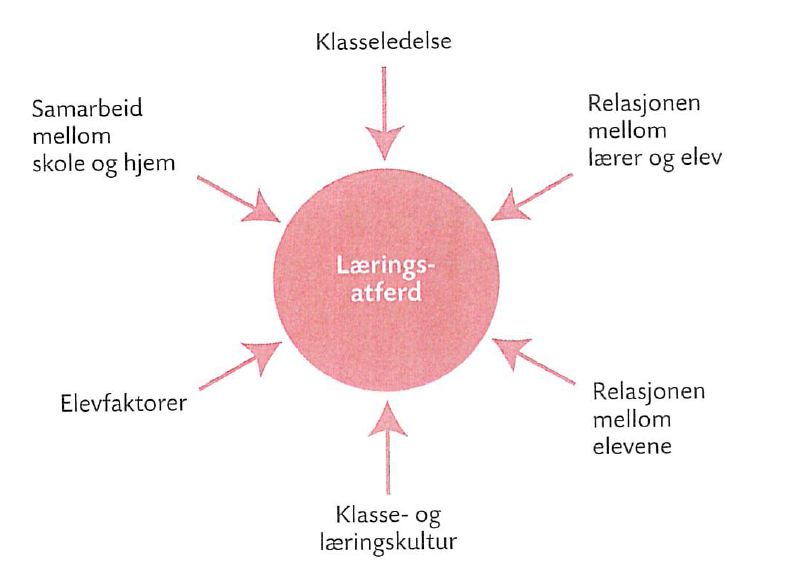 Klasseledelse
Samarbeid
mellom
skole og hjem
Relasjonen
mellom
lærer og elev
Lærings-
atferd
Elevfaktorer
Relasjonen
mellom
elevene
Klasse- og
læringskultur